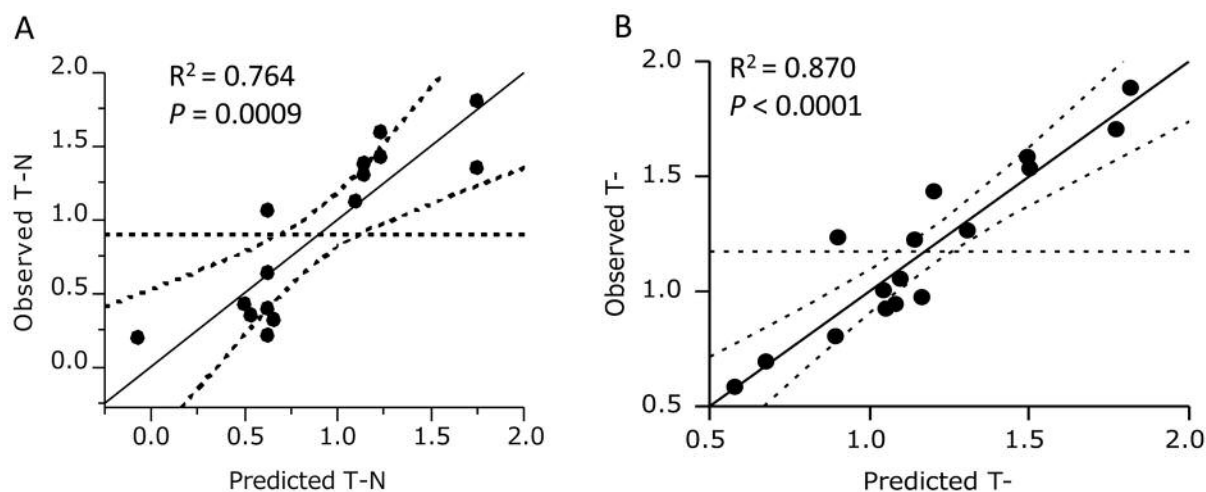 A
R² = 0.764
P = 0.0009
Observed T-N
2.0
1.5
1.0
0.5
0.0
0.0 0.5 1.0 1.5 2.0
Predicted T-N
B
R² = 0.870
P < 0.0001
Observed T-
2.0
1.5
1.0
0.5
0.5 1.0 1.5 2.0
Predicted T-